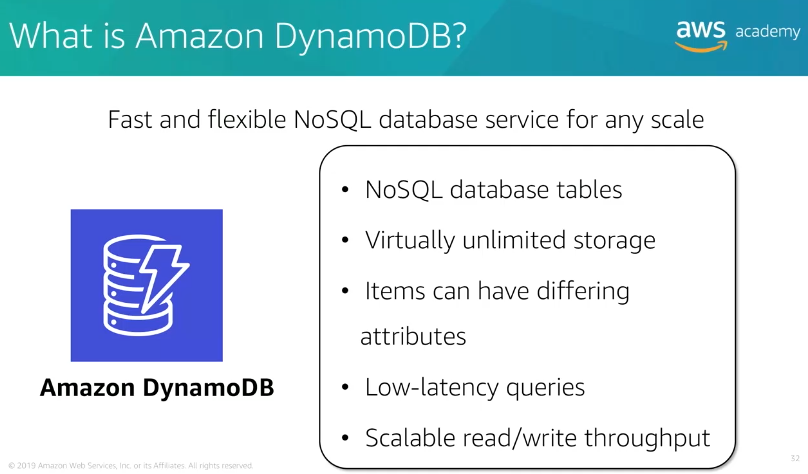 What is Amazon DynamoDB?
aws academy
Fast and flexible NoSQL database service for any scale
• NoSQL database tables
• Virtually unlimited storage
• Items can have differing
attributes
• Low-latency queries
• Scalable read/write throughput
Amazon DynamoDB
© 2019 Amazon Web Services, Inc. or its Affiliates. All rights reserved
32